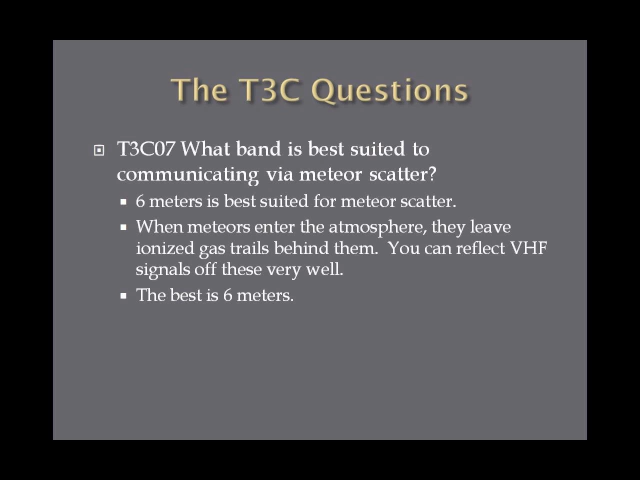 The T3C Questions
T3C07 What band is best suited to
communicating via meteor scatter?
6 meters is best suited for meteor scatter.
When meteors enter the atmosphere, they leave
ionized gas trails behind them.  You can reflect VHF
signals off these very well.
The best is 6 meters.